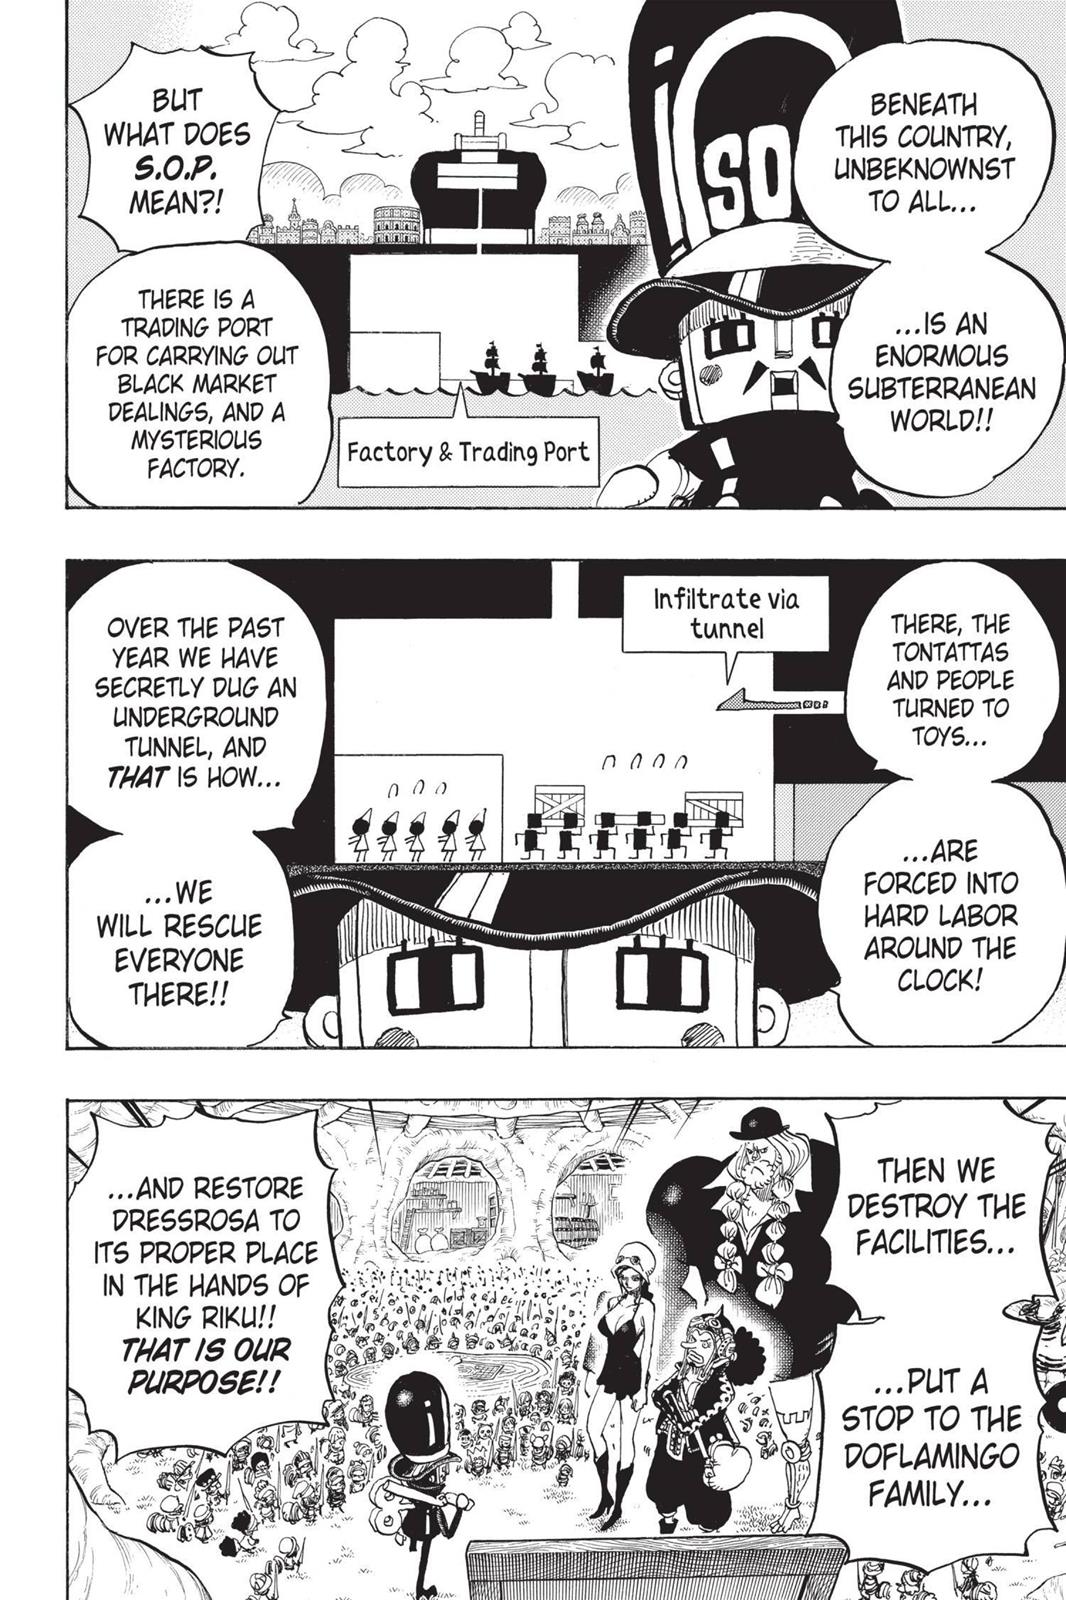 BENEATH
THIS COUNTRY,
UNBEKNOWNST
TO ALL...
SO
...IS AN
ENORMOUS
SUBTERRANEAN
WORLD!!
BUT
WHAT DOES
S.O.P.
MEAN?!
THERE IS A
TRADING PORT
FOR CARRYING OUT
BLACK MARKET
DEALINGS, AND A
MYSTERIOUS
FACTORY.
Factory & Trading Port
THERE, THE
TONTATTAS
AND PEOPLE
TURNED TO
TOYS...
Infiltrate via
tunnel
...ARE
FORCED INTO
HARD LABOR
AROUND THE
CLOCK!
OVER THE PAST
YEAR WE HAVE
SECRETLY DUG AN
UNDERGROUND
TUNNEL, AND
THAT IS HOW...
...WE
WILL RESCUE
EVERYONE
THERE!!
THEN WE
DESTROY THE
FACILITIES...
...PUT A
STOP TO THE
DOFLAMINGO
FAMILY...
...AND RESTORE
DRESSROSA TO
ITS PROPER PLACE
IN THE HANDS OF
KING RIKU!!
THAT IS OUR
PURPOSE!!